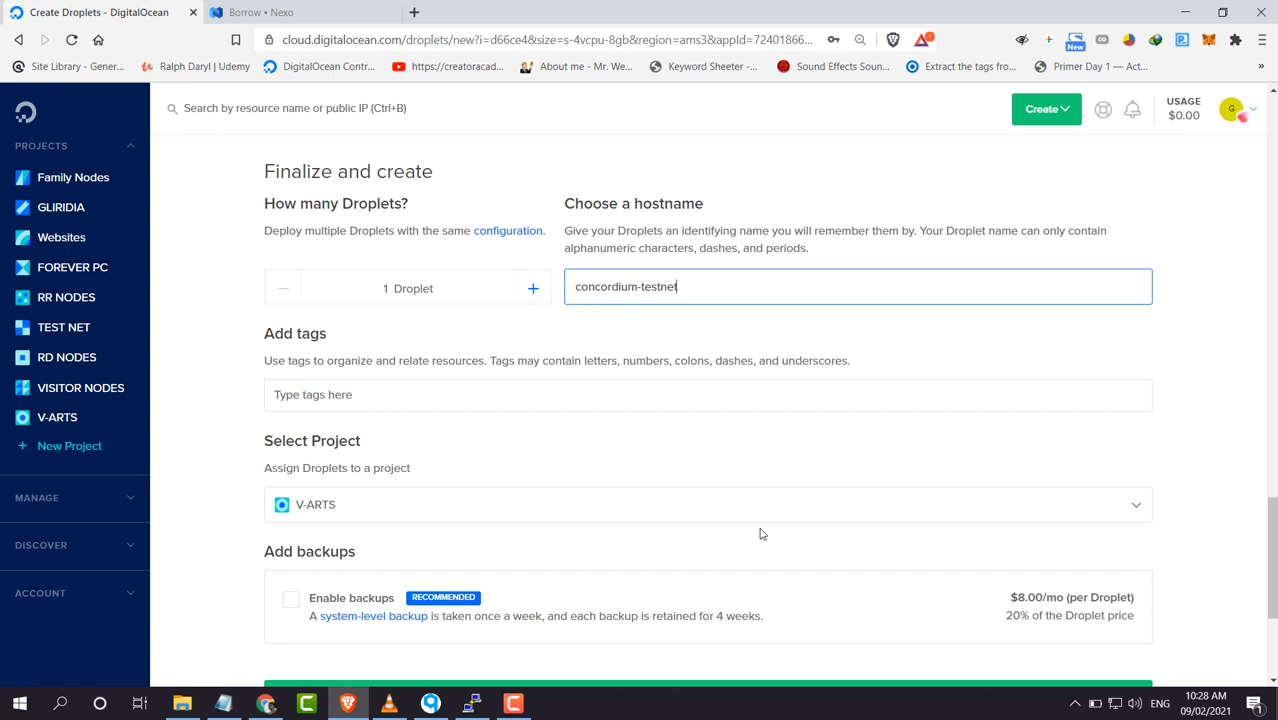 Create Droplets - DigitalOcean
Borrow • Nexo
cloud.digitalocean.com/droplets/new?i=d66ce4&size=s-4vcpu-8gb&region=ams3&appId=72401866...
New
1
Site Library - Gener...
Ralph Daryl | Udemy
DigitalOcean Contr...
https://creatoracad...
About me - Mr. We...
Keyword Sheeter -...
Sound Effects Soun...
Extract the tags fro...
Primer Day 1 — Act...
»
Search by resource name or public IP (Ctrl+B)
Create
USAGE
$0.00
G
PROJECTS
Family Nodes
GLIRIDIA
Websites
FOREVER PC
RR NODES
TEST NET
RD NODES
VISITOR NODES
V-ARTS
+ New Project
MANAGE
DISCOVER
ACCOUNT
Finalize and create
How many Droplets?
Deploy multiple Droplets with the same configuration.
1 Droplet
Choose a hostname
Give your Droplets an identifying name you will remember them by. Your Droplet name can only contain
alphanumeric characters, dashes, and periods.
concordium-testnet
Add tags
Use tags to organize and relate resources. Tags may contain letters, numbers, colons, dashes, and underscores.
Type tags here
Select Project
Assign Droplets to a project
V-ARTS
Add backups
Enable backups RECOMMENDED
A system-level backup is taken once a week, and each backup is retained for 4 weeks.
$8.00/mo (per Droplet)
20% of the Droplet price
ENG
10:28 AM
09/02/2021
1